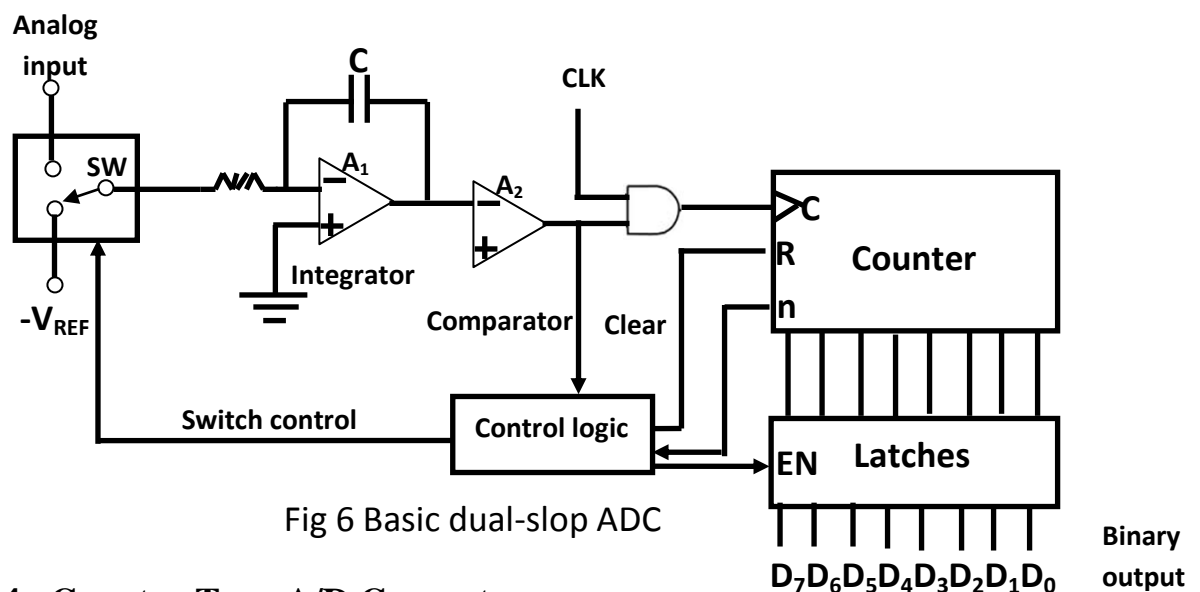 Analog
input
C
CLK
SW
A₁
A₂
−
+
−
+
C
R
n
Counter
Integrator
-V_REF
Comparator
Clear
Switch control
Control logic
EN
Latches
Fig 6 Basic dual-slop ADC
D₇D₆D₅D₄D₃D₂D₁D₀
Binary
output